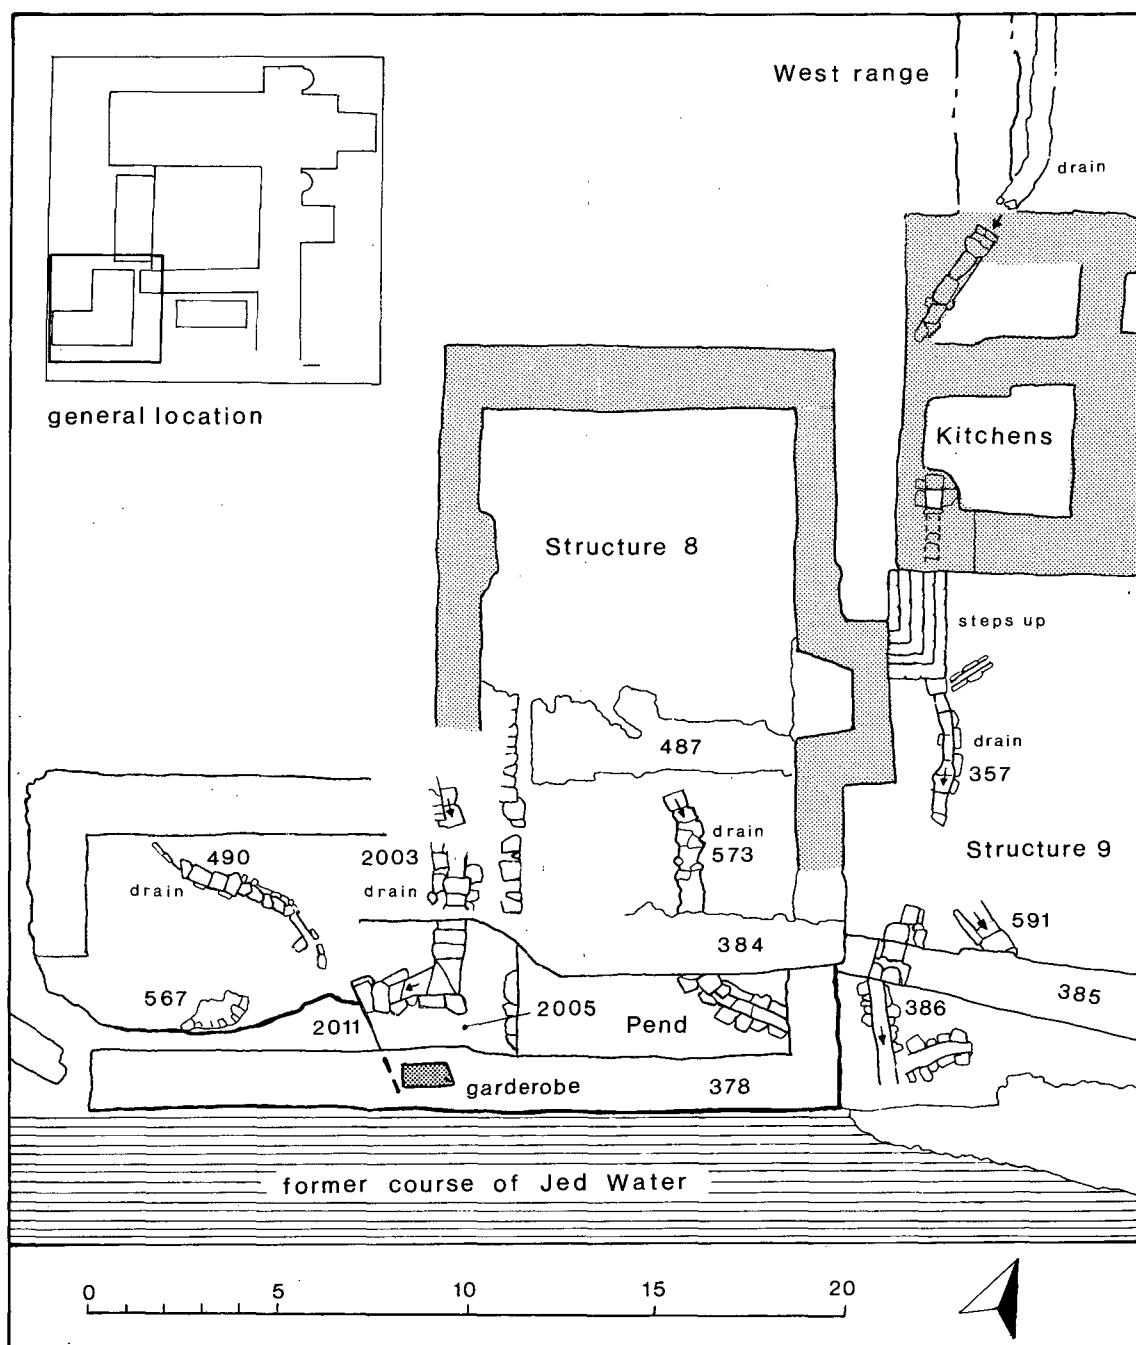 West range
drain
general location
Kitchens
Structure 8
steps up
487
drain
357
490
drain
2003
drain
drain
573
Structure 9
591
384
567
2011
2005
Pend
386
385
garderobe
378
former course of Jed Water
0 5 10 15 20